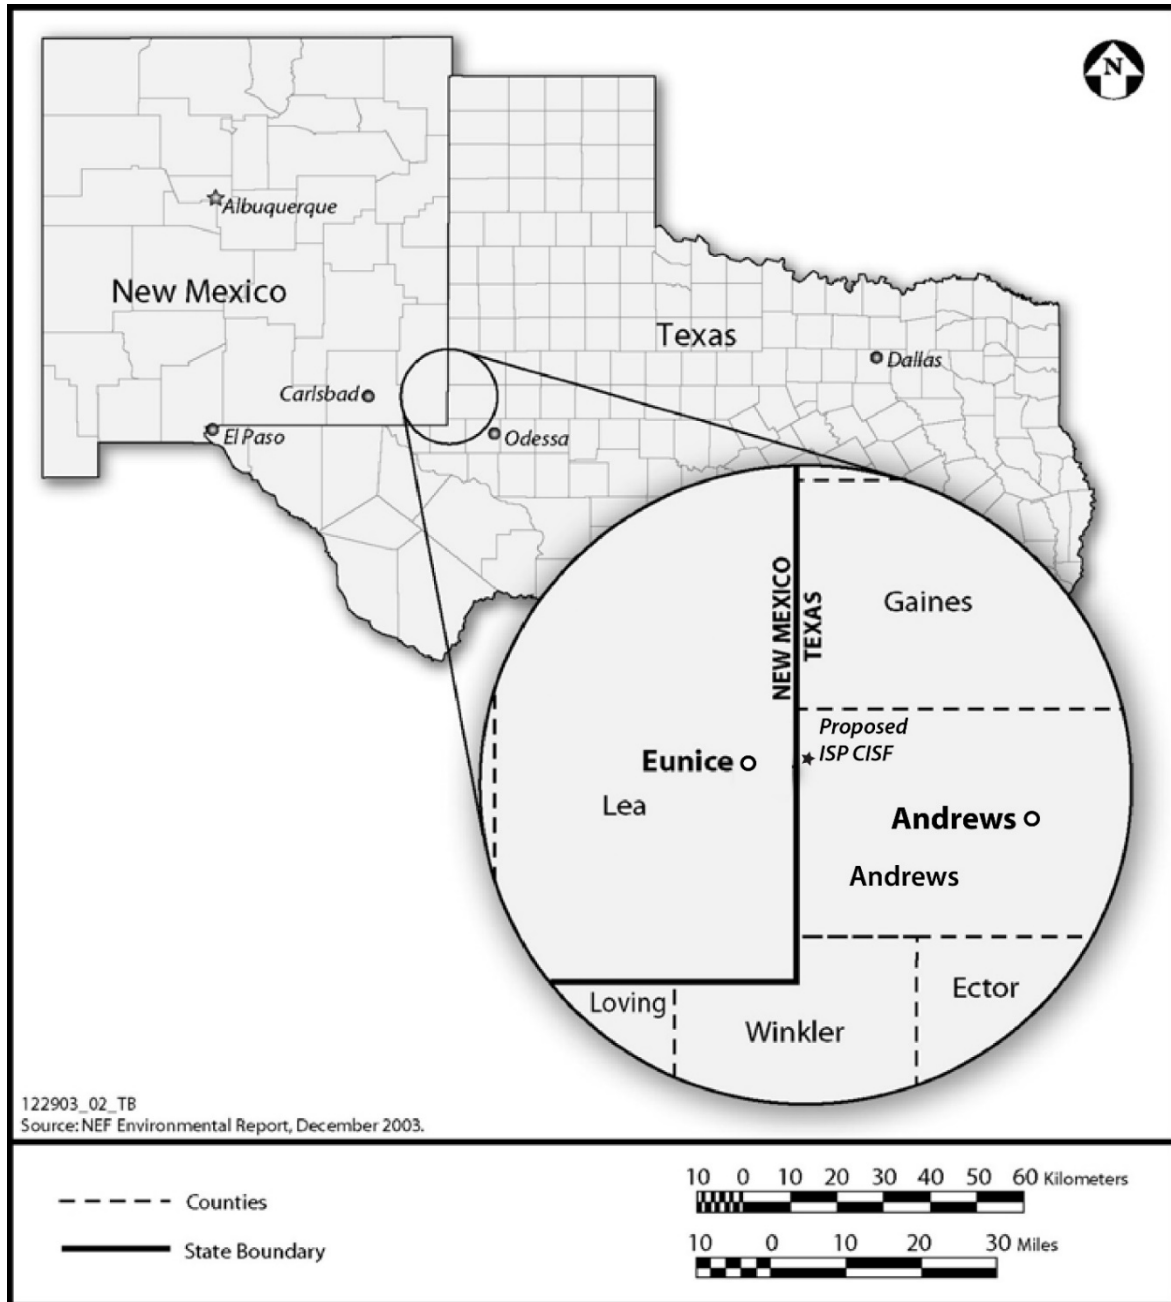 N
Albuquerque
New Mexico
Texas
Dallas
Carlsbad
El Paso
Odessa
NEW MEXICO
TEXAS
Gaines
Proposed
ISP CISF
Eunice
Lea
Andrews
Andrews
Ector
Loving
Winkler
122903_02_TB
Source: NEF Environmental Report, December 2003.
Counties
State Boundary
10 0 10 20 30 40 50 60 Kilometers
10 0 10 20 30 Miles